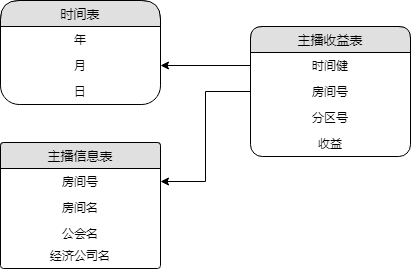 时间表
年
月
日
主播收益表
时间健
房间号
分区号
收益
主播信息表
房间号
房间名
公会名
经济公司名